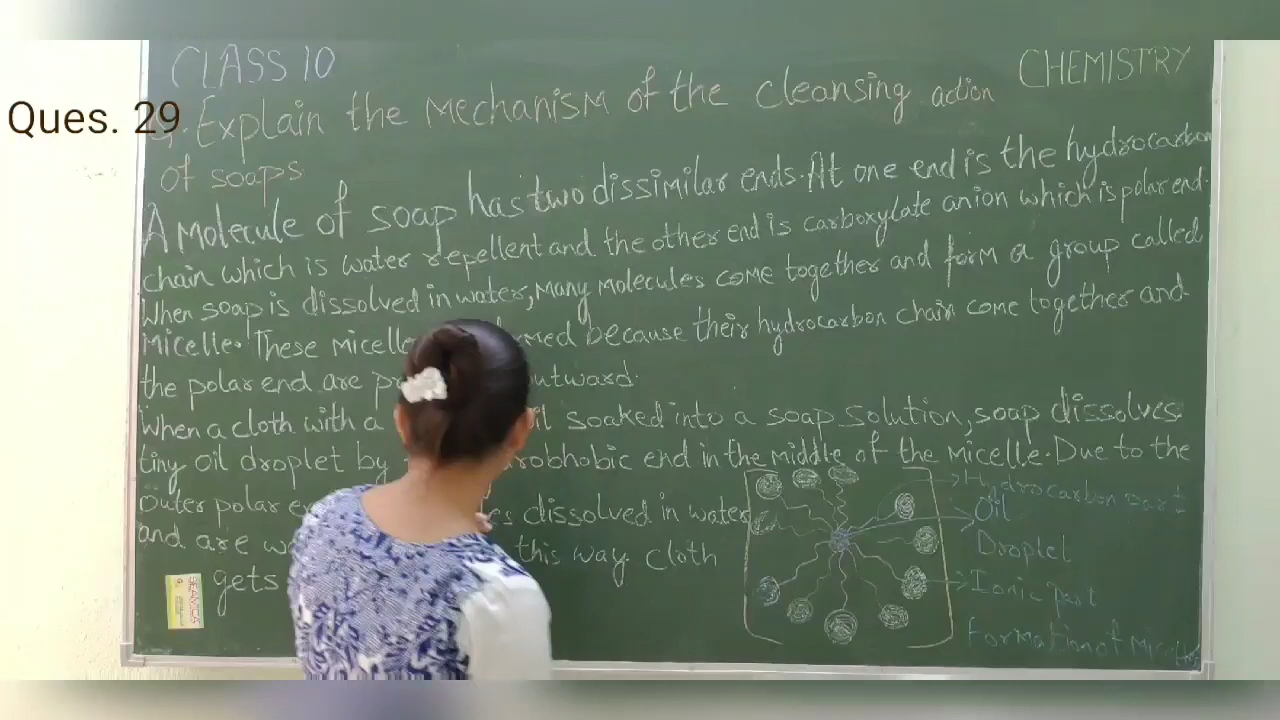 CLASS 10
CHEMISTRY
Ques. 29
Q. Explain the Mechanism of the cleansing action
of soaps
A Molecule of soap has two dissimilar ends. At one end is the hydrocarbon
chain which is water repellent and the other end is carboxylate anion which is polar end.
When soap is dissolved in water, Many molecules come together and form a group called
micelle. These micelle med because their hydrocarbon chain come together and
the polar end are outward.
When a cloth with a soaked into a soap solution, soap dissolves
tiny oil droplet by robhobic end in the middle of the Micelle. Due to the
Outer polar es dissolved in water
and are this way cloth
gets
Hydrocarbon Part
Oil
Droplet
Ionic part
Formation of